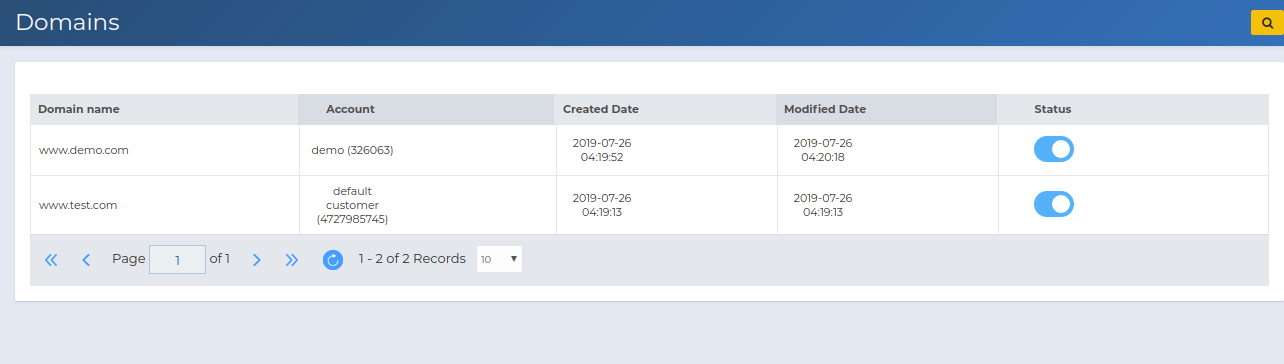 Domains
Domain name Account Created Date Modified Date Status
www.demo.com demo (326063) 2019-07-26 04:19:52 2019-07-26 04:20:18
www.test.com default customer (4727985745) 2019-07-26 04:19:13 2019-07-26 04:19:13
Page 1 of 1 1 - 2 of 2 Records 10